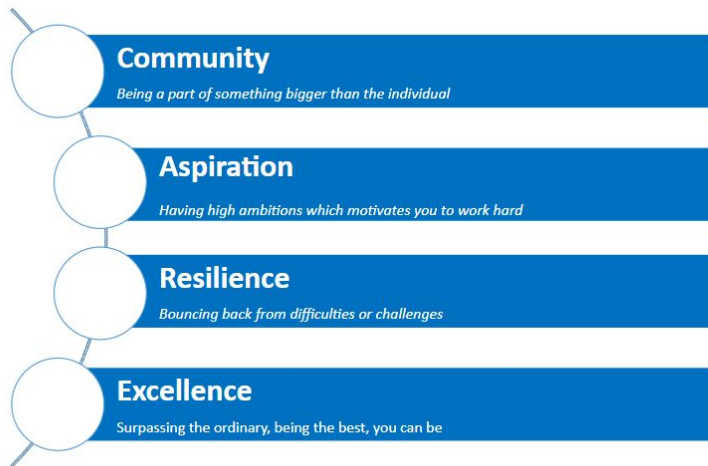 Community
Being a part of something bigger than the individual
Aspiration
Having high ambitions which motivates you to work hard
Resilience
Bouncing back from difficulties or challenges
Excellence
Surpassing the ordinary, being the best, you can be